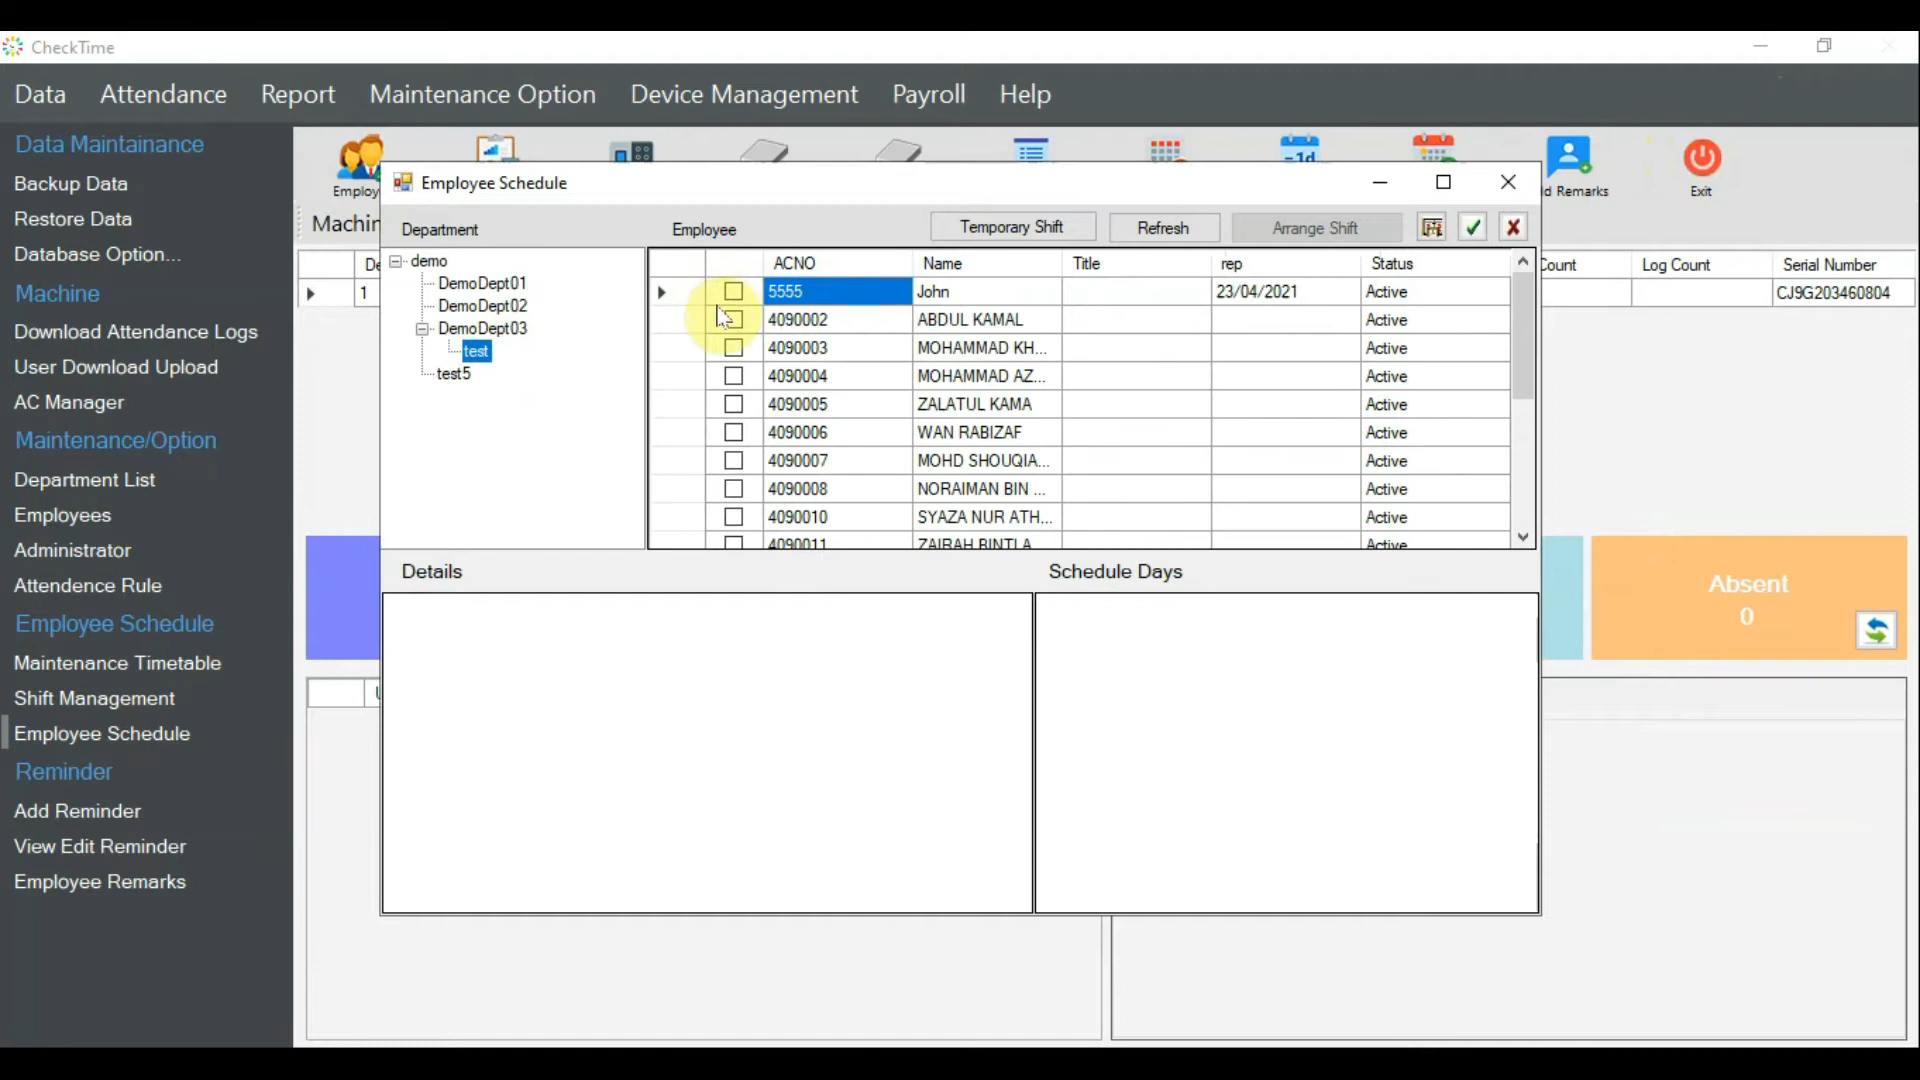 CheckTime
Data Attendance Report Maintenance Option Device Management Payroll Help
Data Maintainance
Backup Data
Restore Data
Database Option...
Machine
Download Attendance Logs
User Download Upload
AC Manager
Maintenance/Option
Department List
Employees
Administrator
Attendence Rule
Employee Schedule
Maintenance Timetable
Shift Management
Employee Schedule
Reminder
Add Reminder
View Edit Reminder
Employee Remarks
-1d
Remarks
Exit
Count Log Count Serial Number
1 CJ9G203460804
Absent
0
Employee Schedule
Department Employee Temporary Shift Refresh Arrange Shift
demo
DemoDept01
DemoDept02
DemoDept03
test
test5
ACNO Name Title rep Status
5555 John 23/04/2021 Active
4090002 ABDUL KAMAL Active
4090003 MOHAMMAD KH... Active
4090004 MOHAMMAD AZ... Active
4090005 ZALATUL KAMA Active
4090006 WAN RABIZAF Active
4090007 MOHD SHOUQIA... Active
4090008 NORAIMAN BIN ... Active
4090010 SYAZA NUR ATH... Active
4090011 ZAIRAH BINTI A Active
Details Schedule Days